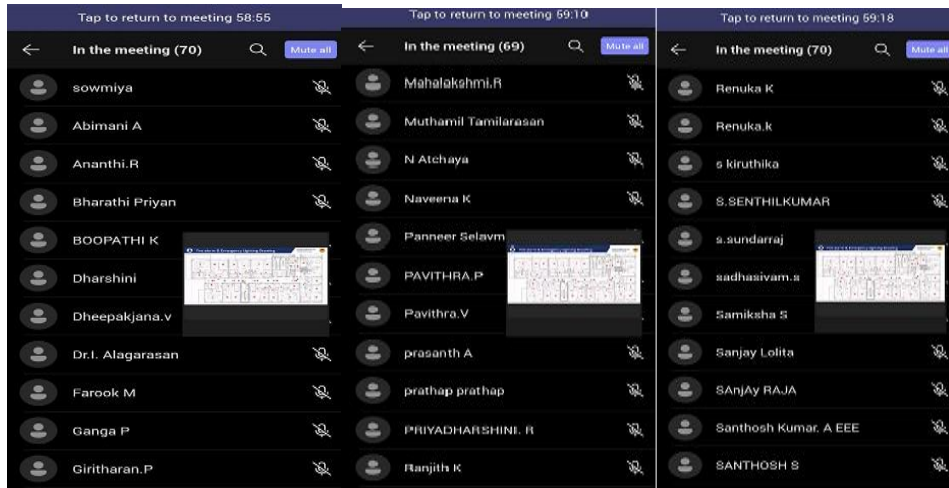 Tap to return to meeting 58:55
In the meeting (70)
Mute all
sowmiya
Abimani A
Ananthi.R
Bharathi Priyan
BOOPATHI K
Dharshini
Dheepakjana.v
Dr.I. Alagarasan
Farook M
Ganga P
Giritharan.P
Tap to return to meeting 59:10
In the meeting (69)
Mute all
Mahalakshmi.R
Muthamil Tamilarasan
N Atchaya
Naveena K
Panneer Selavm
PAVITHRA.P
Pavithra.V
prasanth A
prathap prathap
PRIYADHARSHINI. R
Ranjith K
Tap to return to meeting 59:18
In the meeting (70)
Mute all
Renuka K
Renuka.k
s kiruthika
S.SENTHILKUMAR
s.sundarraj
sadhasivam.s
Samiksha S
Sanjay Lolita
SAnjAy RAJA
Santhosh Kumar. A EEE
SANTHOSH S